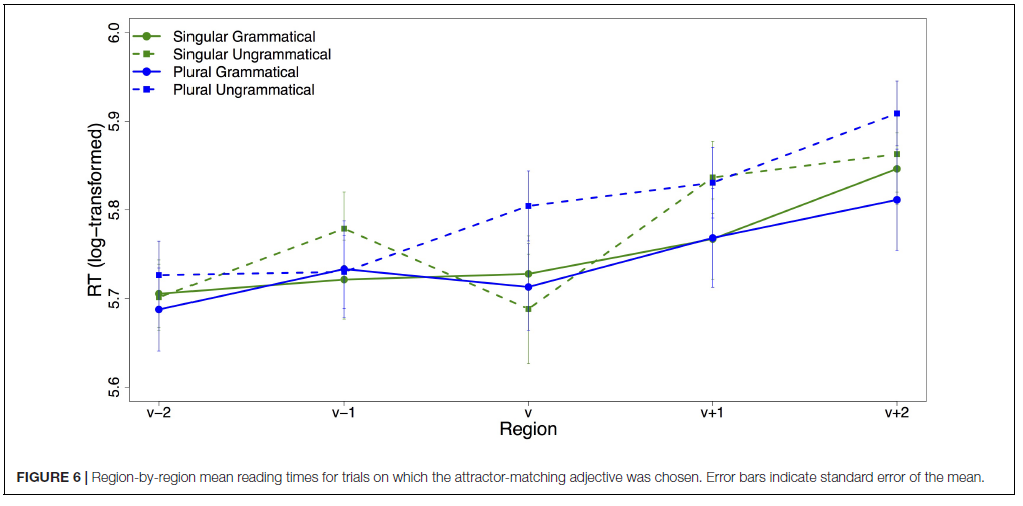 6.0
5.9
5.8
5.7
5.6
RT (log-transformed)
Singular Grammatical
Singular Ungrammatical
Plural Grammatical
Plural Ungrammatical
v−2
v−1
v
v+1
v+2
Region
FIGURE 6 | Region-by-region mean reading times for trials on which the attractor-matching adjective was chosen. Error bars indicate standard error of the mean.